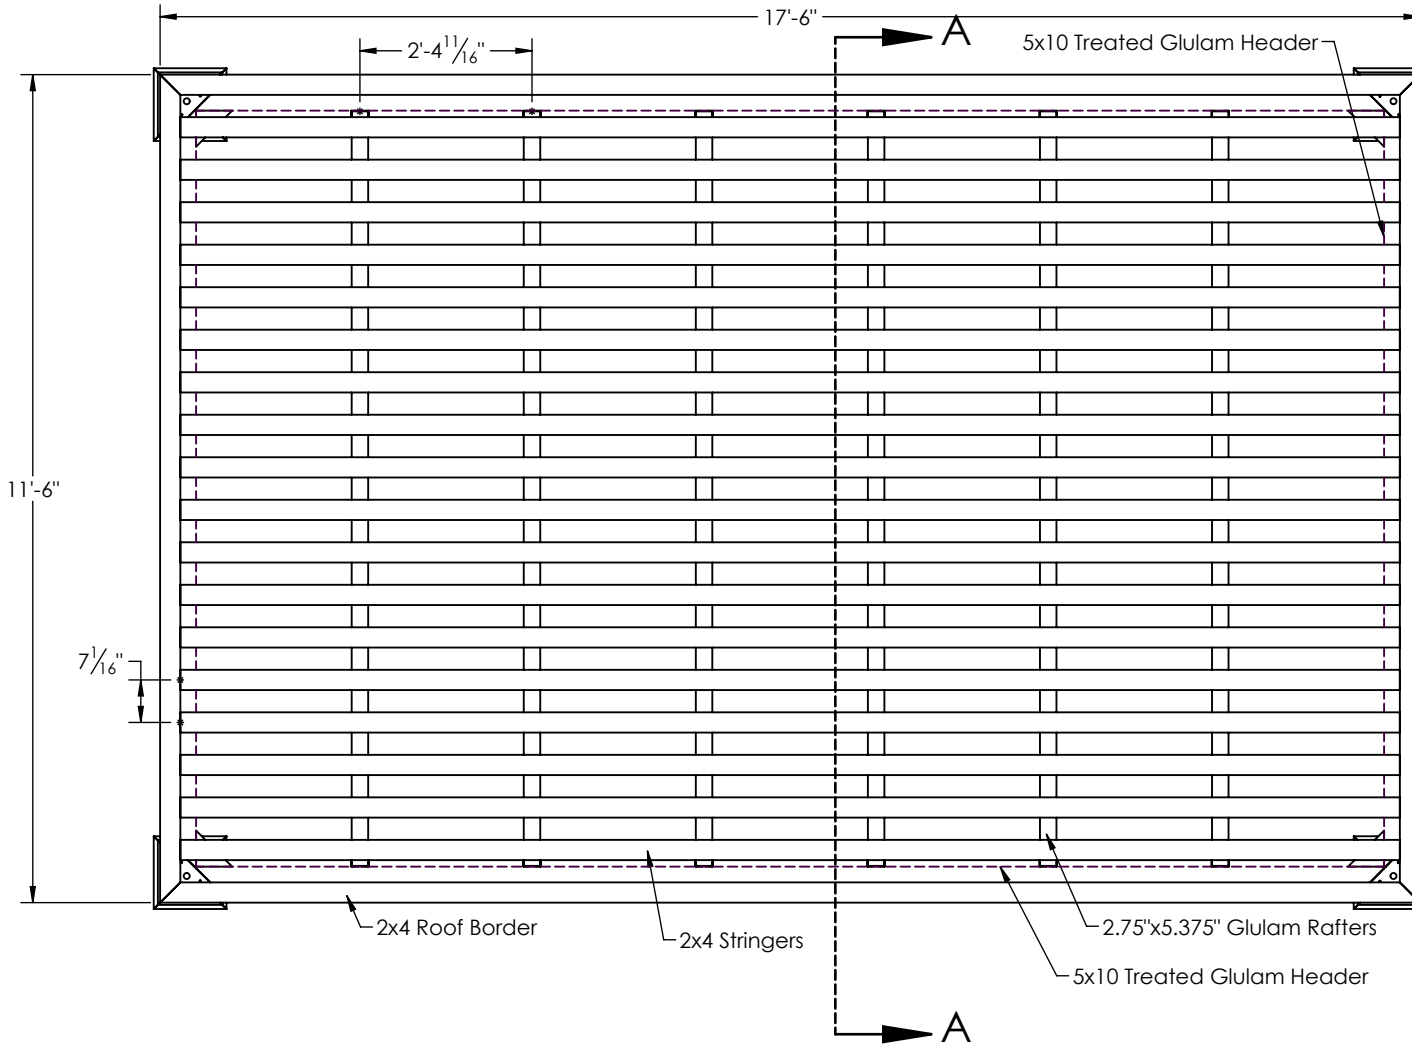 17'-6"
2'-4 11/16"
A
5x10 Treated Glulam Header
11'-6"
7 1/16"
2x4 Roof Border
2x4 Stringers
2.75"x5.375" Glulam Rafters
5x10 Treated Glulam Header
A